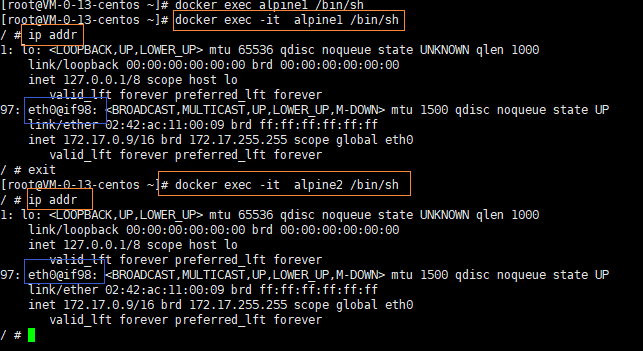 [root@VM-0-13-centos ~]# docker exec alpine1 /bin/sh
[root@VM-0-13-centos ~]# docker exec -it  alpine1 /bin/sh
/ # ip addr
1: lo: <LOOPBACK,UP,LOWER_UP> mtu 65536 qdisc noqueue state UNKNOWN qlen 1000
    link/loopback 00:00:00:00:00:00 brd 00:00:00:00:00:00
    inet 127.0.0.1/8 scope host lo
       valid_lft forever preferred_lft forever
97: eth0@if98: <BROADCAST,MULTICAST,UP,LOWER_UP,M-DOWN> mtu 1500 qdisc noqueue state UP
    link/ether 02:42:ac:11:00:09 brd ff:ff:ff:ff:ff:ff
    inet 172.17.0.9/16 brd 172.17.255.255 scope global eth0
       valid_lft forever preferred_lft forever
/ # exit
[root@VM-0-13-centos ~]# docker exec -it  alpine2 /bin/sh
/ # ip addr
1: lo: <LOOPBACK,UP,LOWER_UP> mtu 65536 qdisc noqueue state UNKNOWN qlen 1000
    link/loopback 00:00:00:00:00:00 brd 00:00:00:00:00:00
    inet 127.0.0.1/8 scope host lo
       valid_lft forever preferred_lft forever
97: eth0@if98: <BROADCAST,MULTICAST,UP,LOWER_UP,M-DOWN> mtu 1500 qdisc noqueue state UP
    link/ether 02:42:ac:11:00:09 brd ff:ff:ff:ff:ff:ff
    inet 172.17.0.9/16 brd 172.17.255.255 scope global eth0
       valid_lft forever preferred_lft forever
/ #